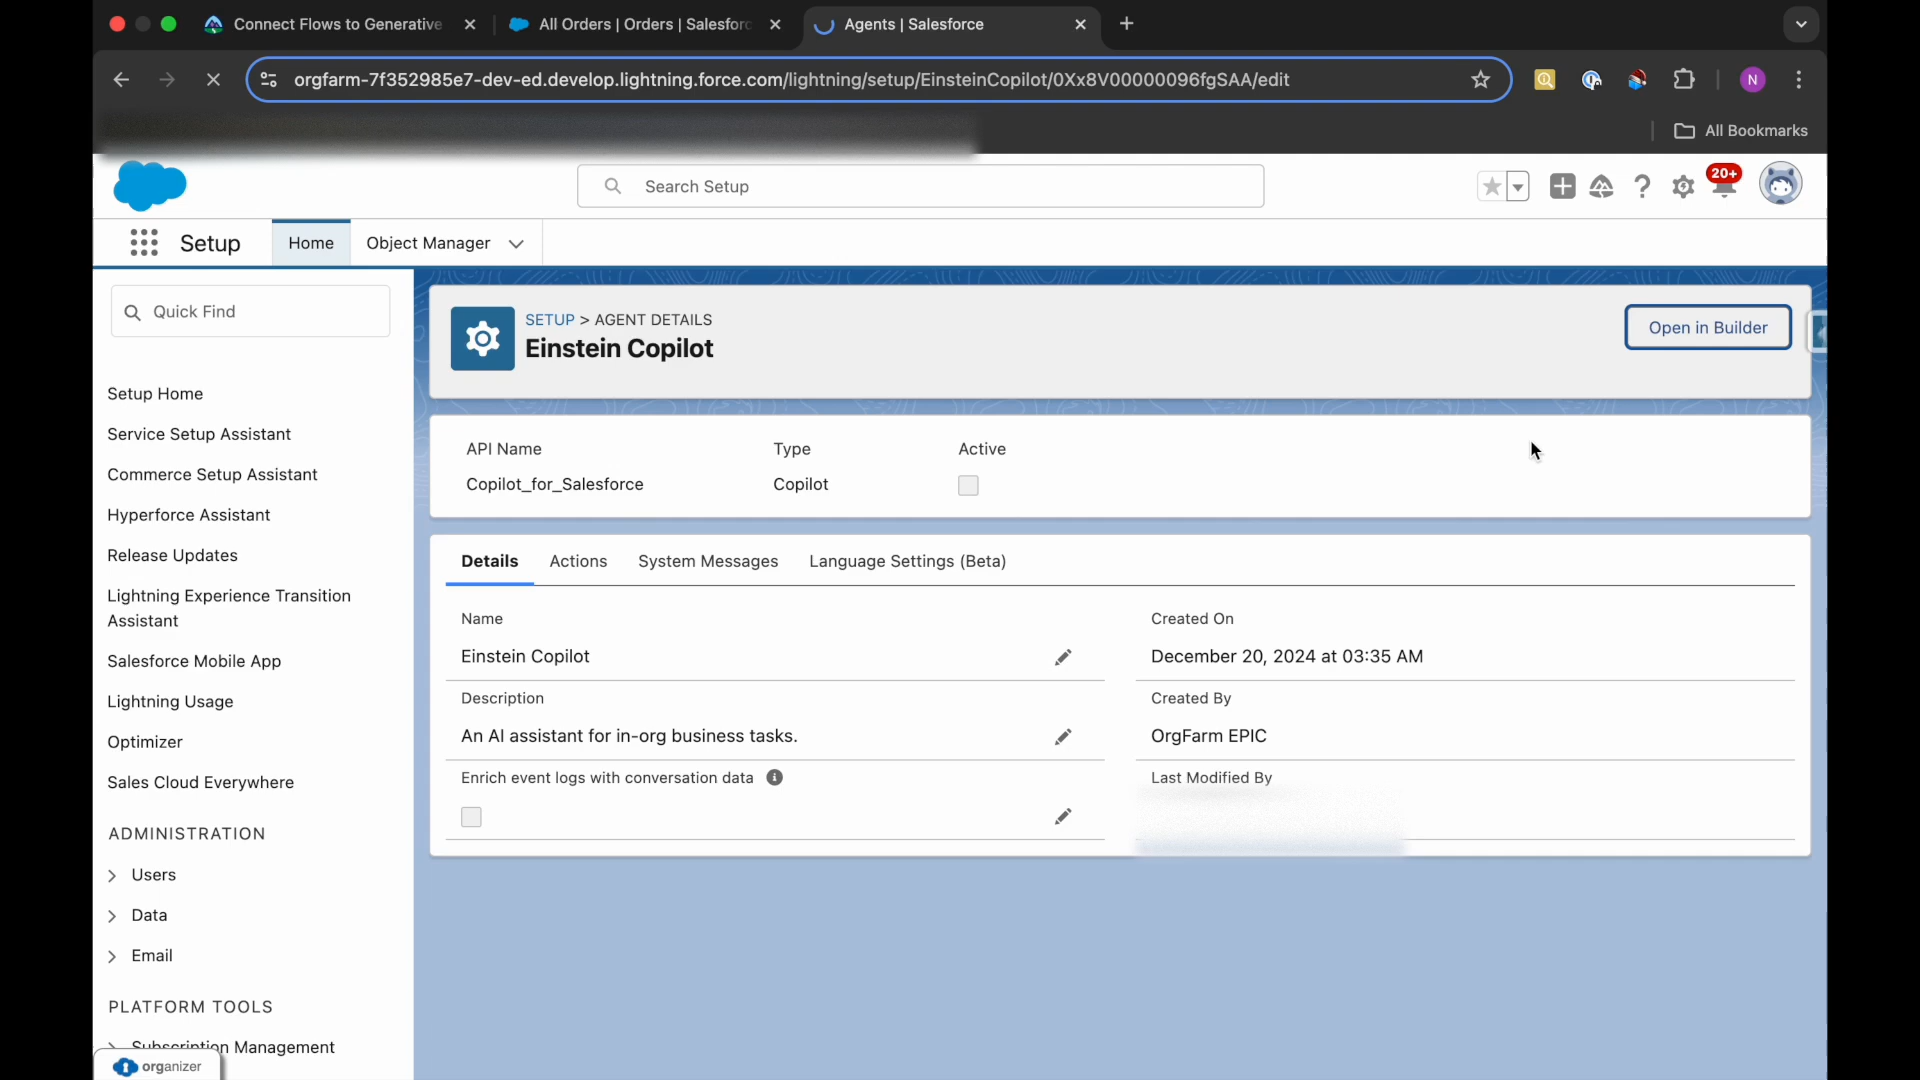 Connect Flows to Generative
All Orders | Orders | Salesforc
Agents | Salesforce
orgfarm-7f352985e7-dev-ed.develop.lightning.force.com/lightning/setup/EinsteinCopilot/0Xx8V00000096fgSAA/edit
N
All Bookmarks
Search Setup
20+
Setup
Home
Object Manager
Quick Find
SETUP > AGENT DETAILS
Einstein Copilot
Open in Builder
Setup Home
Service Setup Assistant
Commerce Setup Assistant
Hyperforce Assistant
Release Updates
Lightning Experience Transition
Assistant
Salesforce Mobile App
Lightning Usage
Optimizer
Sales Cloud Everywhere
ADMINISTRATION
Users
Data
Email
PLATFORM TOOLS
Subscription Management
organizer
API Name
Type
Active
Copilot_for_Salesforce
Copilot
Details
Actions
System Messages
Language Settings (Beta)
Name
Created On
Einstein Copilot
December 20, 2024 at 03:35 AM
Description
Created By
An AI assistant for in-org business tasks.
OrgFarm EPIC
Enrich event logs with conversation data
Last Modified By